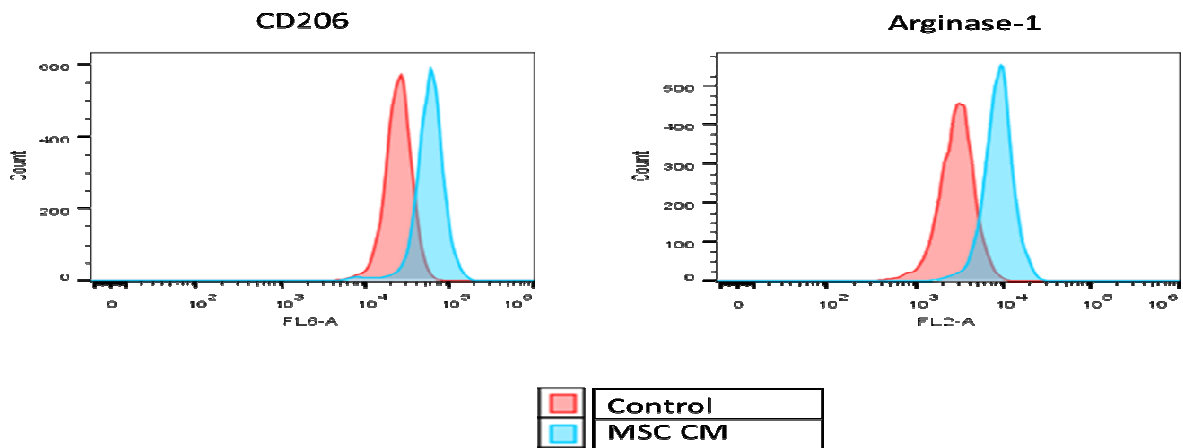 CD206
Arginase-1
600
400
200
0
Count
0 10² 10³ 10⁴ 10⁵ 10⁶
FL6-A
500
400
300
200
100
0
Count
0 10² 10³ 10⁴ 10⁵ 10⁶
FL2-A
Control
MSC CM